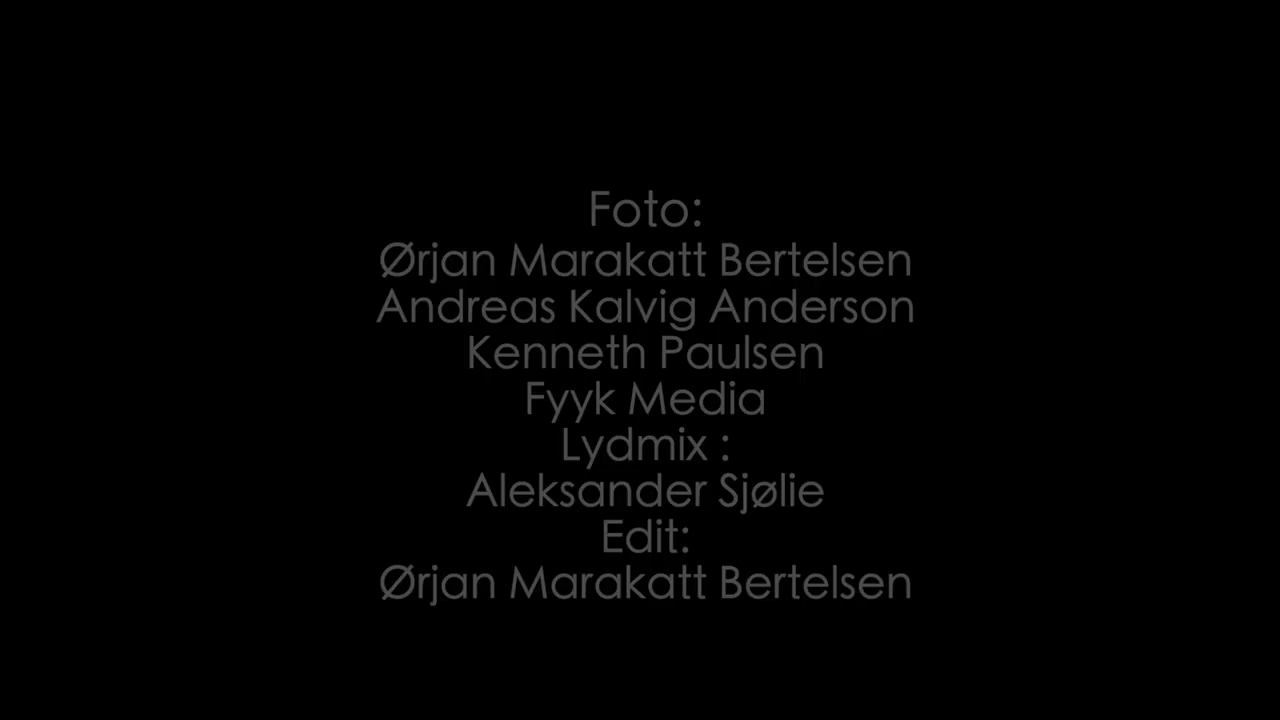 Foto:
Ørjan Marakatt Bertelsen
Andreas Kalvig Anderson
Kenneth Paulsen
Fyyk Media
Lydmix :
Aleksander Sjølie
Edit:
Ørjan Marakatt Bertelsen